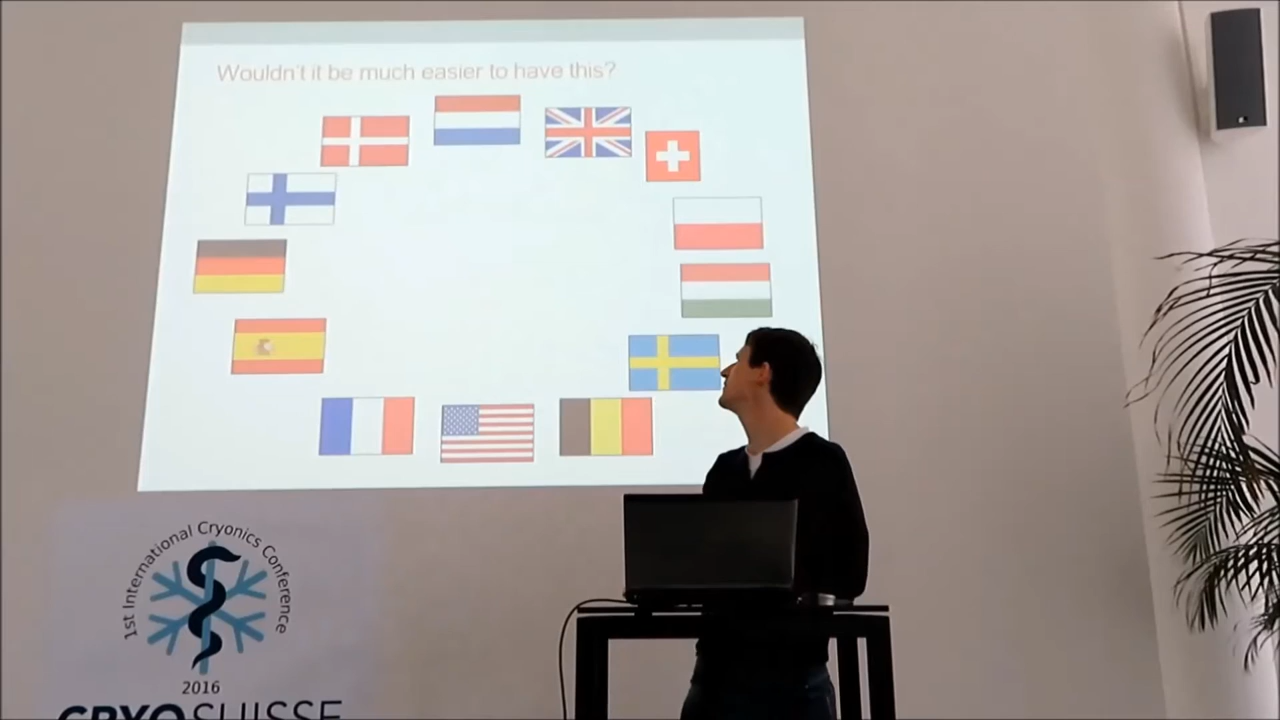 Wouldn't it be much easier to have this?
1st International Cryonics Conference
2016
CRYOSUISSE